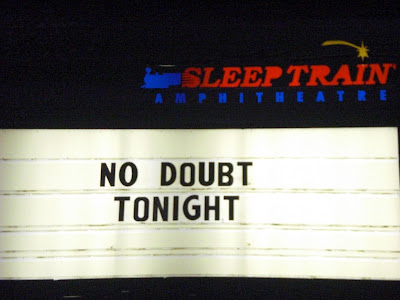 SLEEP TRAIN
AMPHITHEATRE
NO DOUBT
TONIGHT